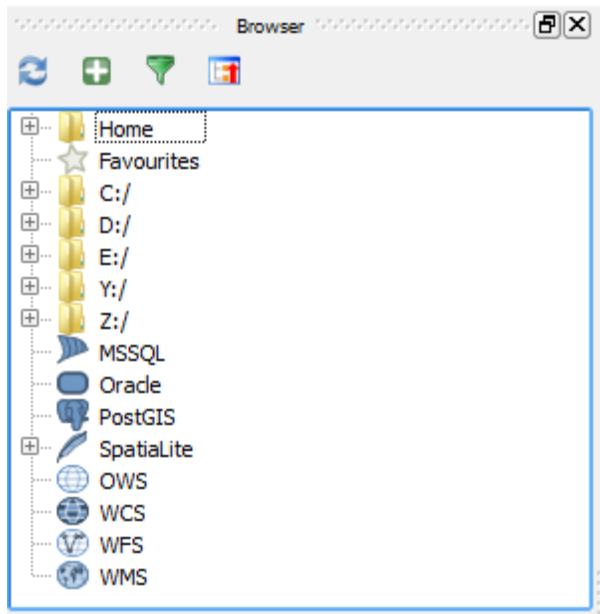 Browser
Home
Favourites
C:/
D:/
E:/
Y:/
Z:/
MSSQL
Oracle
PostGIS
SpatiaLite
OWS
WCS
WFS
WMS